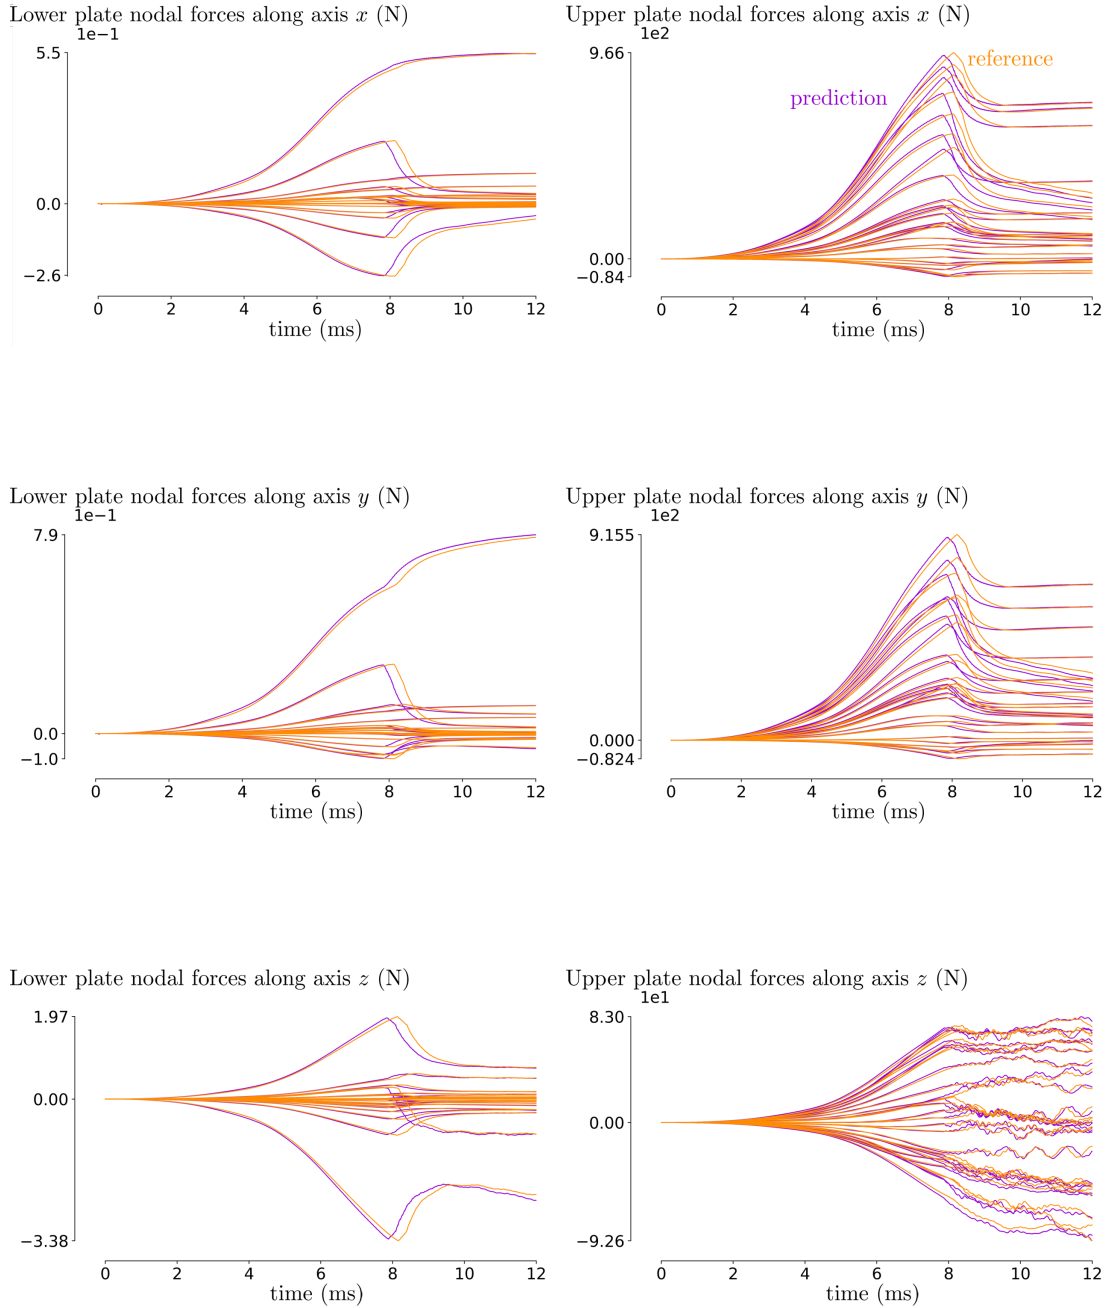 Lower plate nodal forces along axis x (N)
1e−1
5.5
0.0
−2.6
0 2 4 6 8 10 12
time (ms)
Upper plate nodal forces along axis x (N)
1e2
9.66
reference
prediction
0.00
−0.84
0 2 4 6 8 10 12
time (ms)
Lower plate nodal forces along axis y (N)
1e−1
7.9
0.0
−1.0
0 2 4 6 8 10 12
time (ms)
Upper plate nodal forces along axis y (N)
1e2
9.155
0.000
−0.824
0 2 4 6 8 10 12
time (ms)
Lower plate nodal forces along axis z (N)
1.97
0.00
−3.38
0 2 4 6 8 10 12
time (ms)
Upper plate nodal forces along axis z (N)
1e1
8.30
0.00
−9.26
0 2 4 6 8 10 12
time (ms)